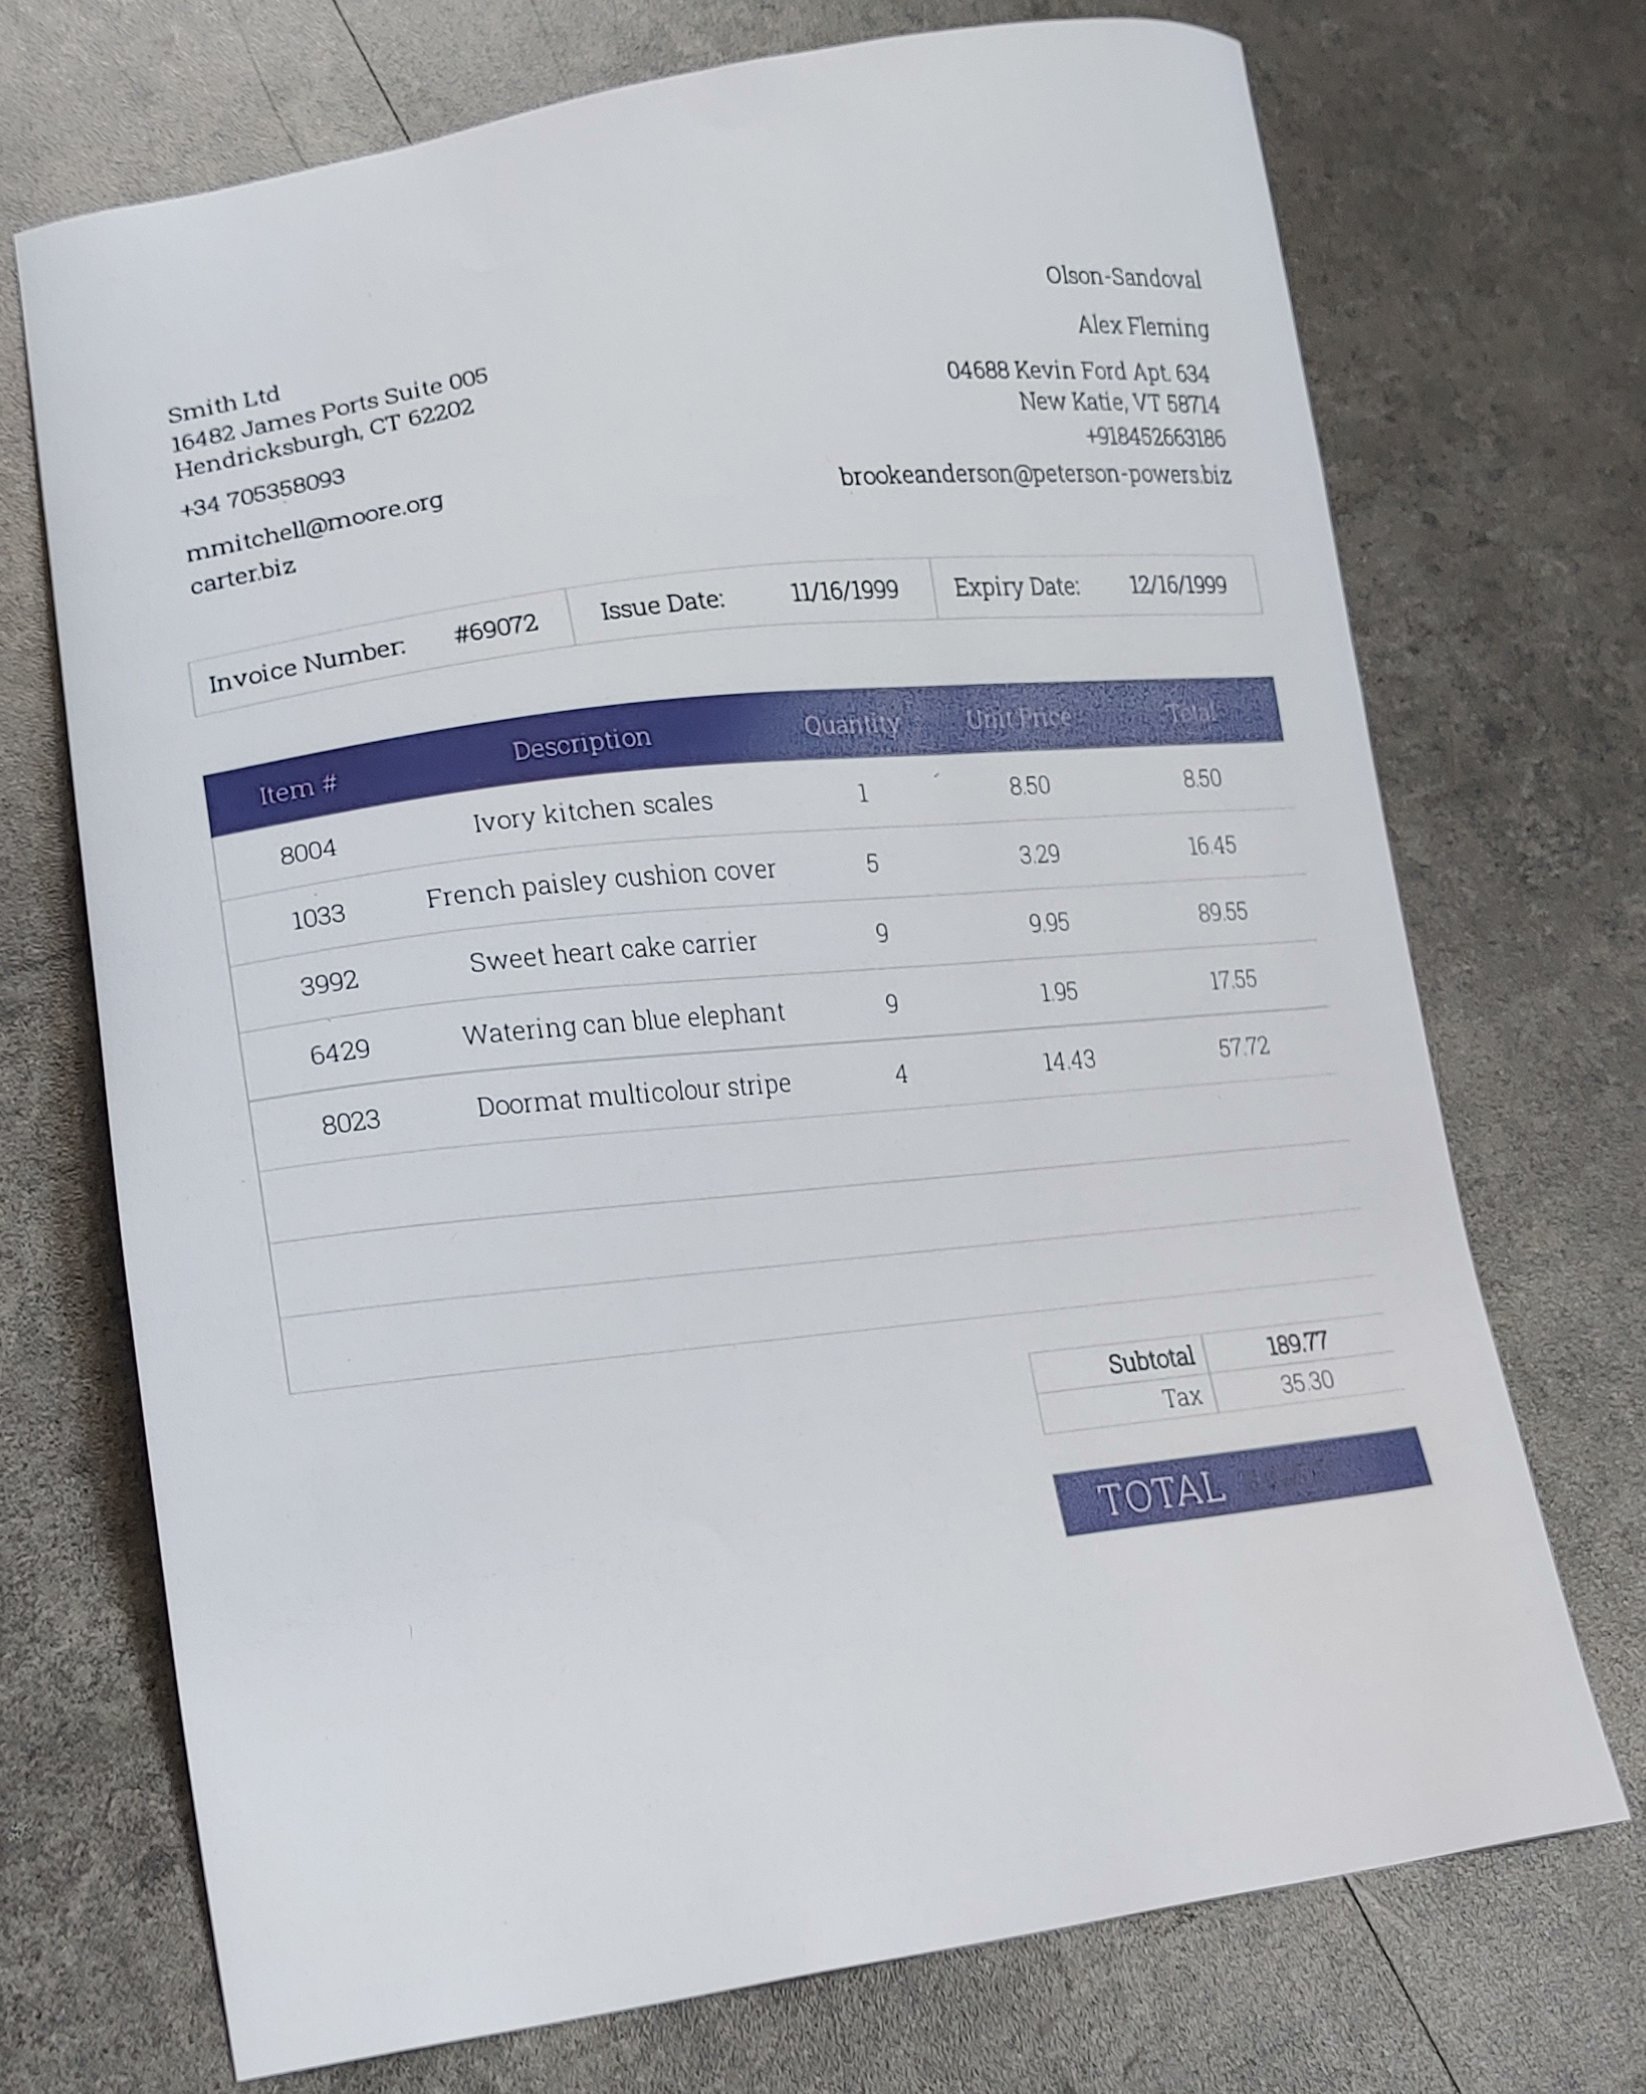 Olson-Sandoval
Alex Fleming
04688 Kevin Ford Apt. 634
New Katie, VT 58714
+918452663186
brookeanderson@peterson-powers.biz
Smith Ltd
16482 James Ports Suite 005
Hendricksburgh, CT 62202
+34 705358093
mmitchell@moore.org
carter.biz
Invoice Number: #69072 Issue Date: 11/16/1999 Expiry Date: 12/16/1999
Item # Description Quantity Unit Price Total
8004 Ivory kitchen scales 1 8.50 8.50
1033 French paisley cushion cover 5 3.29 16.45
3992 Sweet heart cake carrier 9 9.95 89.55
6429 Watering can blue elephant 9 1.95 17.55
8023 Doormat multicolour stripe 4 14.43 57.72
Subtotal 189.77
Tax 35.30
TOTAL